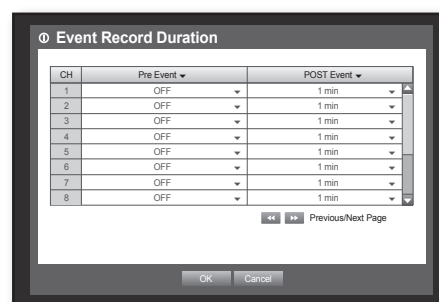 Event Record Duration
CH Pre Event POST Event
1 OFF 1 min
2 OFF 1 min
3 OFF 1 min
4 OFF 1 min
5 OFF 1 min
6 OFF 1 min
7 OFF 1 min
8 OFF 1 min
Previous/Next Page
OK Cancel